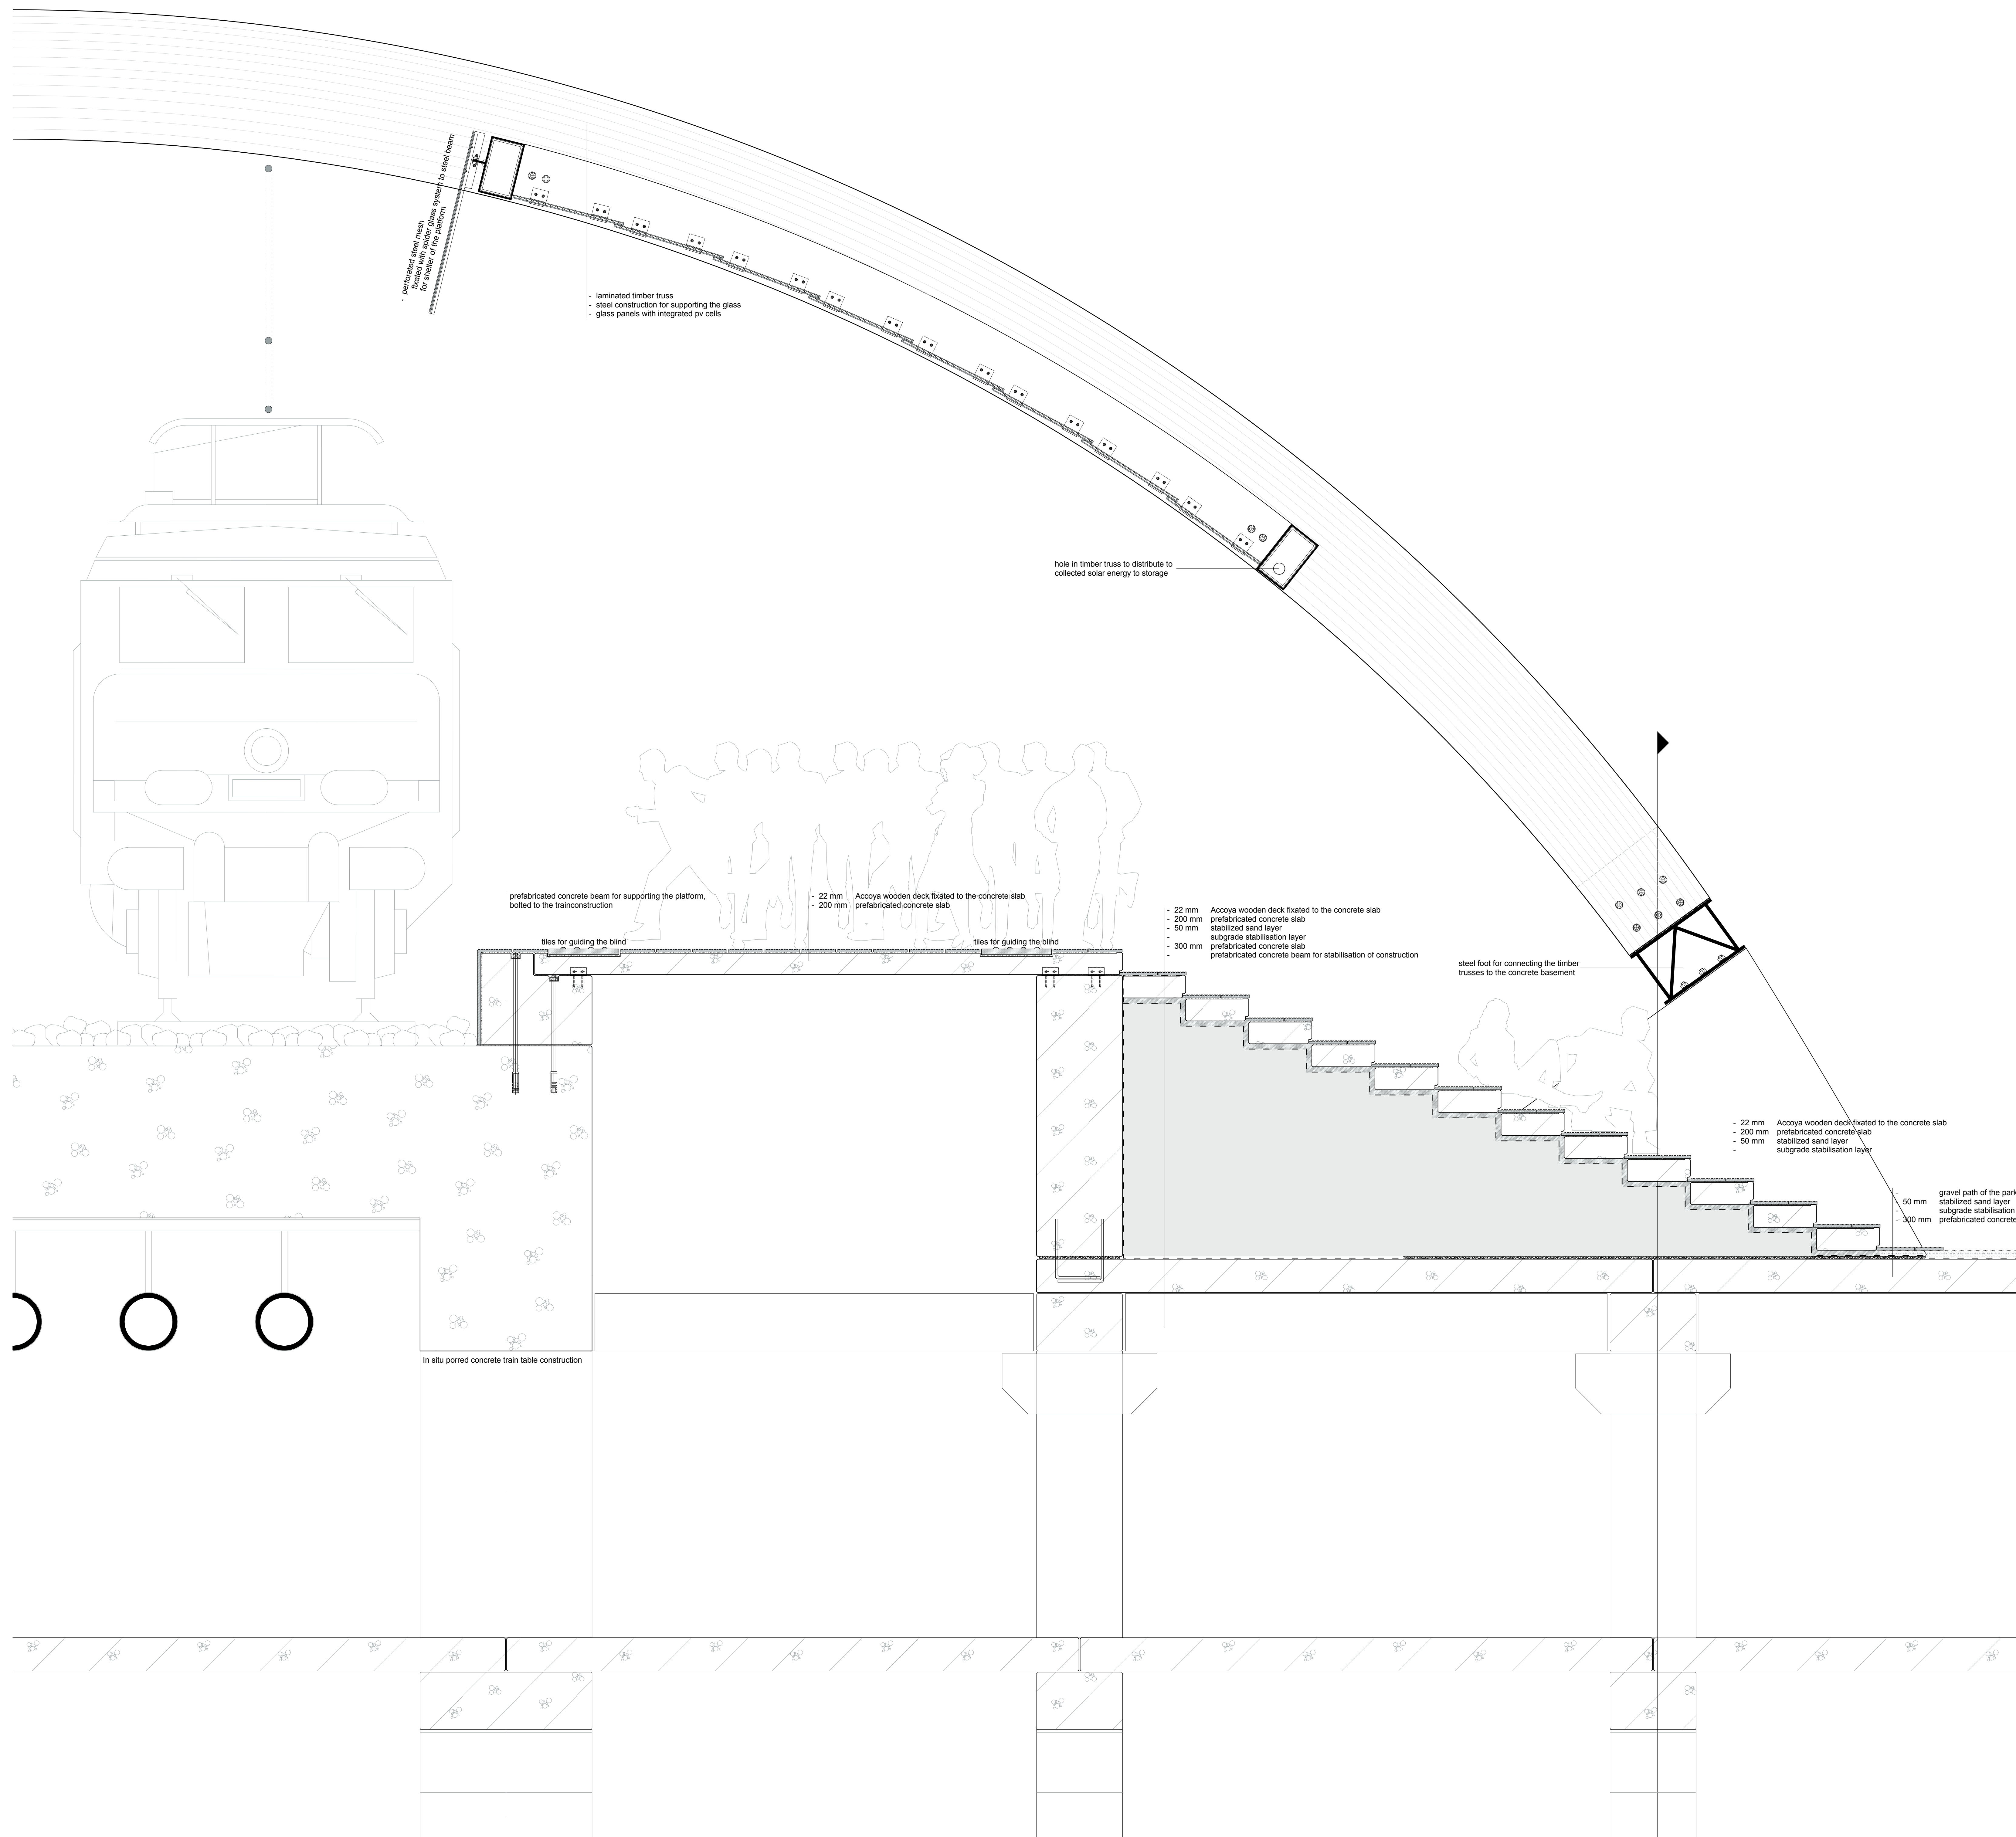 - perforated steel mesh
fixated with spider glass system to steel beam
for shelter of the platform
- laminated timber truss
- steel construction for supporting the glass
- glass panels with integrated pv cells
hole in timber truss to distribute to
collected solar energy to storage
prefabricated concrete beam for supporting the platform,
bolted to the trainconstruction
- 22 mm Accoya wooden deck fixated to the concrete slab
- 200 mm prefabricated concrete slab
tiles for guiding the blind
tiles for guiding the blind
- 22 mm Accoya wooden deck fixated to the concrete slab
- 200 mm prefabricated concrete slab
- 50 mm stabilized sand layer
- subgrade stabilisation layer
- 300 mm prefabricated concrete slab
- prefabricated concrete beam for stabilisation of construction
steel foot for connecting the timber
trusses to the concrete basement
- 22 mm Accoya wooden deck fixated to the concrete slab
- 200 mm prefabricated concrete slab
- 50 mm stabilized sand layer
- subgrade stabilisation layer
- gravel path of the park
- 50 mm stabilized sand layer
- subgrade stabilisation
- 300 mm prefabricated concrete
In situ porred concrete train table construction